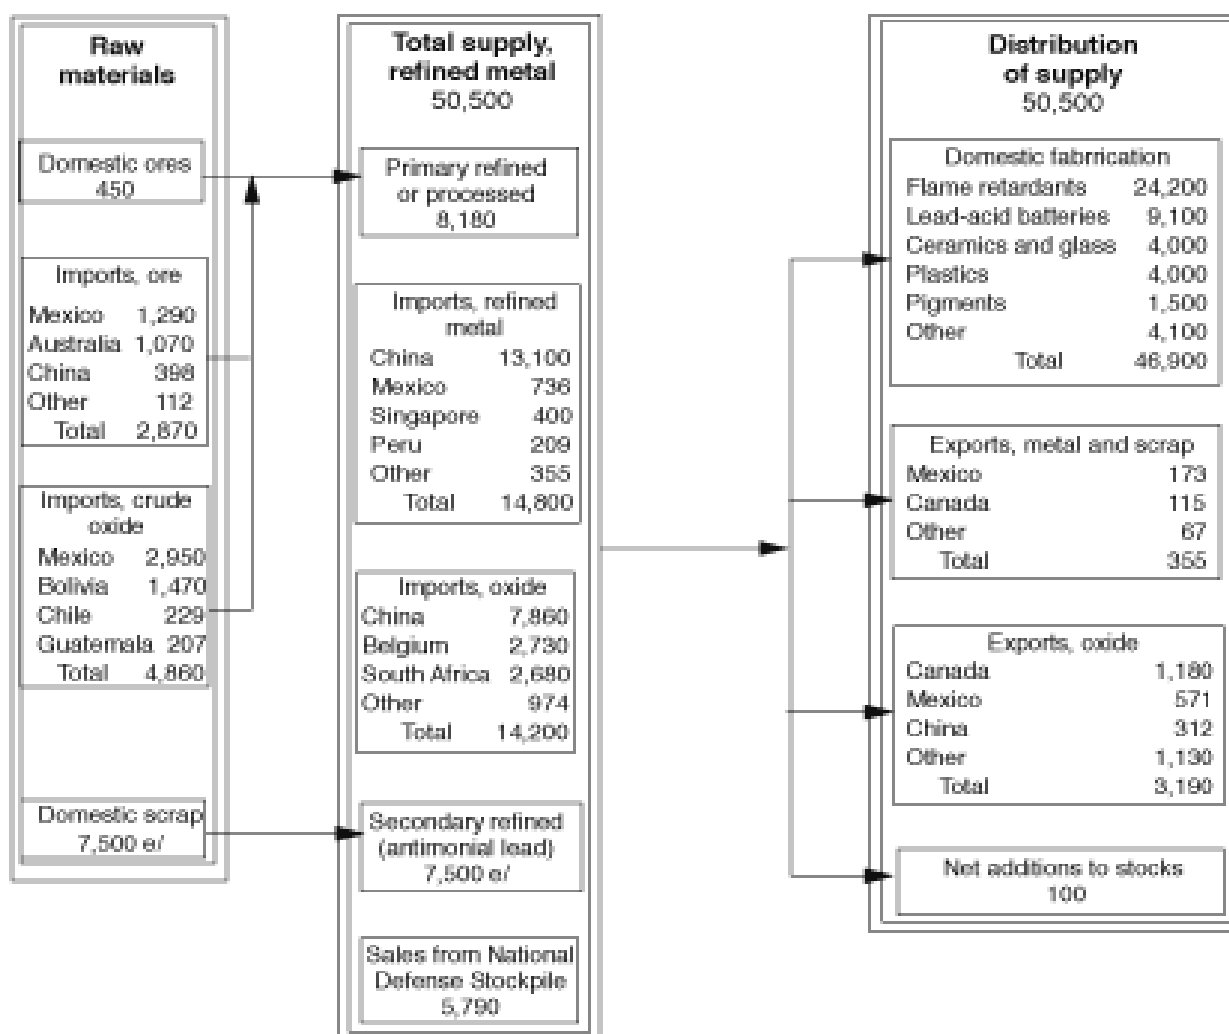 Raw
materials
Domestic ores
450
Imports, ore
Mexico 1,290
Australia 1,070
China 398
Other 112
Total 2,870
Imports, crude
oxide
Mexico 2,950
Bolivia 1,470
Chile 229
Guatemala 207
Total 4,860
Domestic scrap
7,500 e/
Total supply,
refined metal
50,500
Primary refined
or processed
8,180
Imports, refined
metal
China 13,100
Mexico 736
Singapore 400
Peru 209
Other 355
Total 14,800
Imports, oxide
China 7,860
Belgium 2,730
South Africa 2,680
Other 974
Total 14,200
Secondary refined
(antimonial lead)
7,500 e/
Sales from National
Defense Stockpile
5,790
Distribution
of supply
50,500
Domestic fabrrication
Flame retardants 24,200
Lead-acid batteries 9,100
Ceramics and glass 4,000
Plastics 4,000
Pigments 1,500
Other 4,100
Total 46,900
Exports, metal and scrap
Mexico 173
Canada 115
Other 67
Total 355
Exports, oxide
Canada 1,180
Mexico 571
China 312
Other 1,130
Total 3,190
Net additions to stocks
100